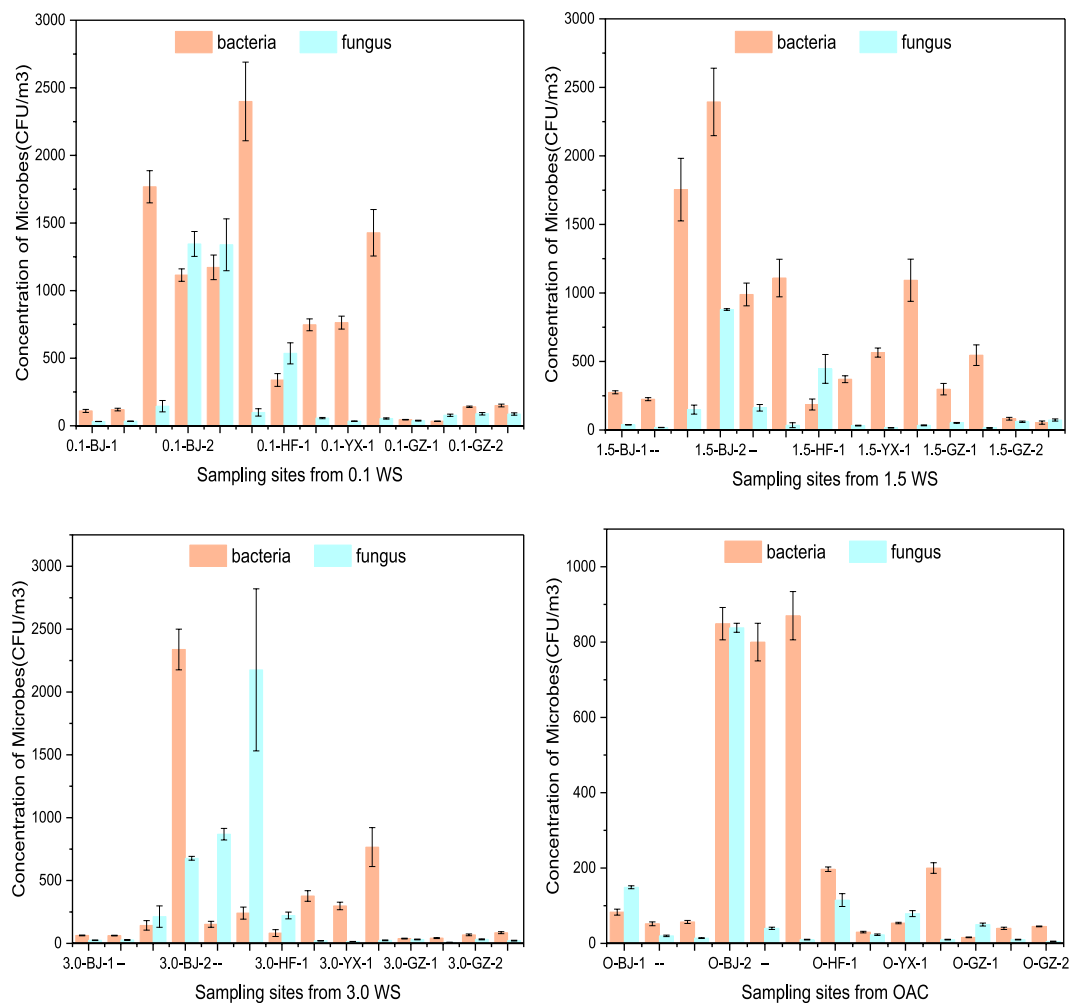 bacteria fungus
3000
2500
2000
1500
1000
500
0
Concentration of Microbes(CFU/m3)
0.1-BJ-1 0.1-BJ-2 0.1-HF-1 0.1-YX-1 0.1-GZ-1 0.1-GZ-2
Sampling sites from 0.1 WS
bacteria fungus
3000
2500
2000
1500
1000
500
0
Concentration of Microbes(CFU/m3)
1.5-BJ-1 -- 1.5-BJ-2 – 1.5-HF-1 1.5-YX-1 1.5-GZ-1 1.5-GZ-2
Sampling sites from 1.5 WS
bacteria fungus
3000
2500
2000
1500
1000
500
0
Concentration of Microbes(CFU/m3)
3.0-BJ-1 – 3.0-BJ-2 -- 3.0-HF-1 3.0-YX-1 3.0-GZ-1 3.0-GZ-2
Sampling sites from 3.0 WS
bacteria fungus
1000
800
600
400
200
0
Concentration of Microbes(CFU/m3)
O-BJ-1 -- O-BJ-2 – O-HF-1 O-YX-1 O-GZ-1 O-GZ-2
Sampling sites from OAC